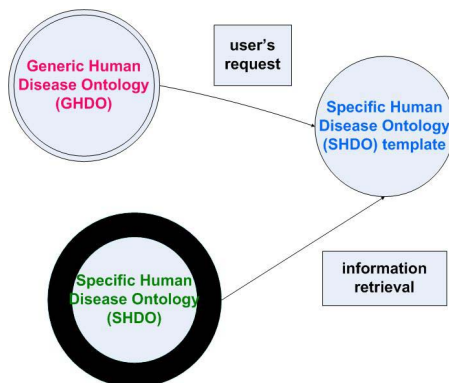 Generic Human
Disease Ontology
(GHDO)
user's
request
Specific Human
Disease Ontology
(SHDO) template
Specific Human
Disease Ontology
(SHDO)
information
retrieval